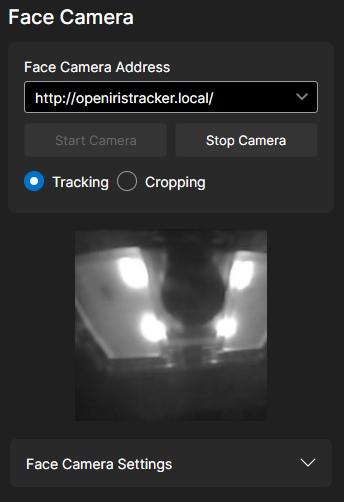 Face Camera
Face Camera Address
http://openiristracker.local/
Start Camera
Stop Camera
Tracking
Cropping
Face Camera Settings